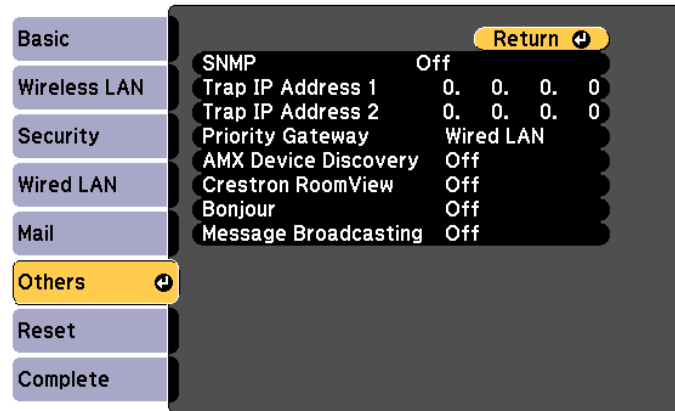 Basic
Wireless LAN
Security
Wired LAN
Mail
Others
Reset
Complete
Return
SNMP Off
Trap IP Address 1 0. 0. 0. 0
Trap IP Address 2 0. 0. 0. 0
Priority Gateway Wired LAN
AMX Device Discovery Off
Crestron RoomView Off
Bonjour Off
Message Broadcasting Off